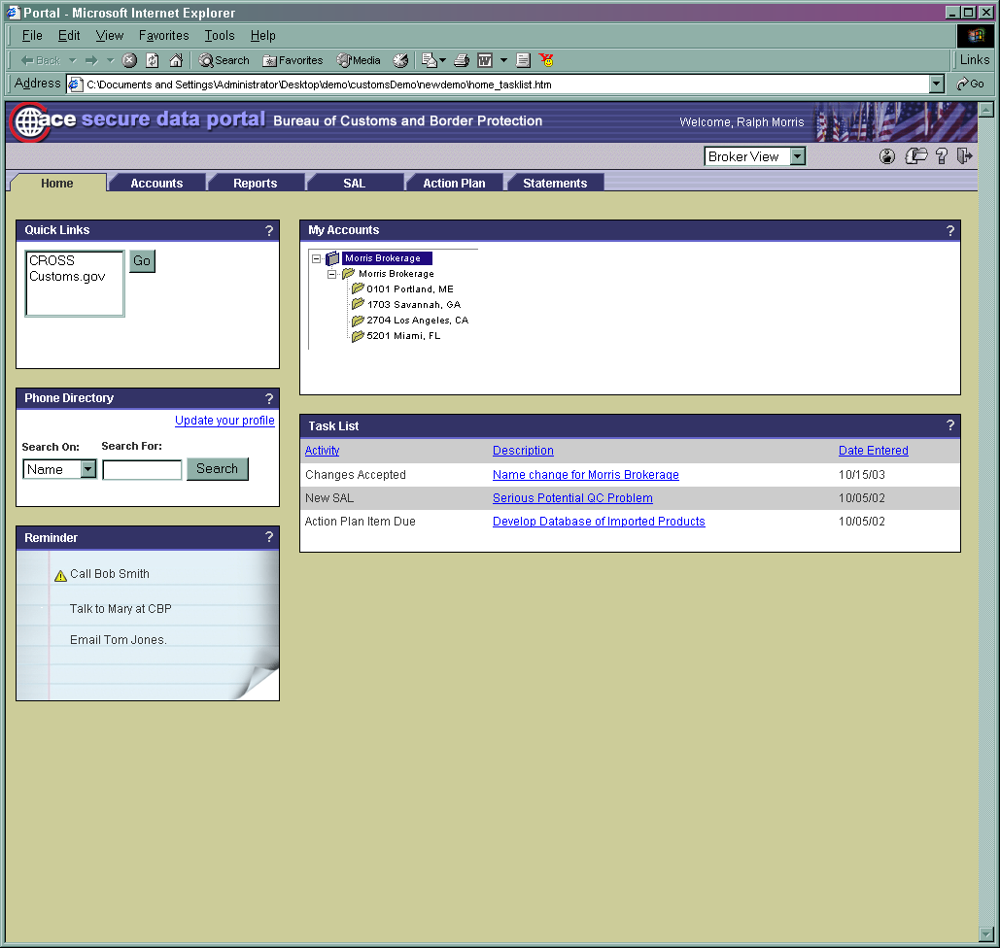 Portal - Microsoft Internet Explorer
File Edit View Favorites Tools Help
Back Search Favorites Media Links
Address C:\Documents and Settings\Administrator\Desktop\demo\customsDemo\newdemo\home_tasklist.htm Go
ace secure data portal Bureau of Customs and Border Protection Welcome, Ralph Morris
Broker View
Home Accounts Reports SAL Action Plan Statements
Quick Links ?
CROSS
Customs.gov
Go
Phone Directory ?
Update your profile
Search On: Search For:
Name Search
Reminder ?
Call Bob Smith
Talk to Mary at CBP
Email Tom Jones.
My Accounts ?
Morris Brokerage
Morris Brokerage
0101 Portland, ME
1703 Savannah, GA
2704 Los Angeles, CA
5201 Miami, FL
Task List ?
Activity Description Date Entered
Changes Accepted Name change for Morris Brokerage 10/15/03
New SAL Serious Potential QC Problem 10/05/02
Action Plan Item Due Develop Database of Imported Products 10/05/02